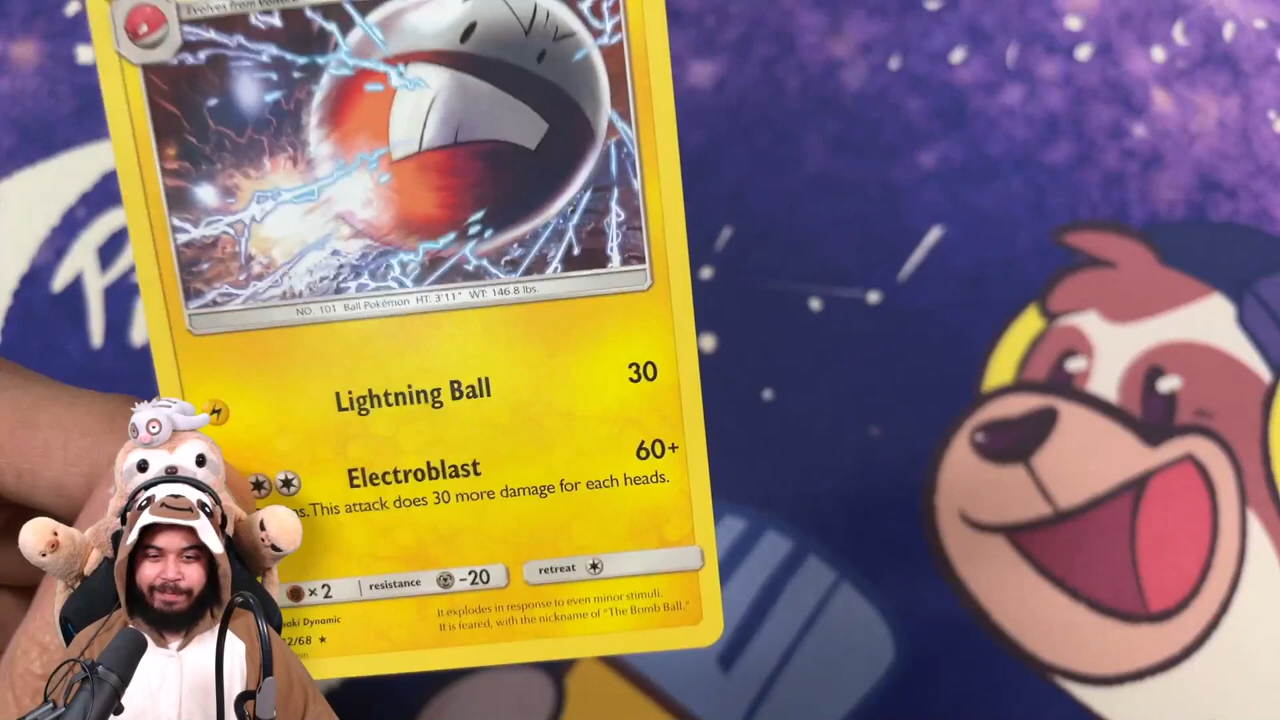 Evolves from
NO. 101 Ball Pokémon HT: 3'11" WT: 146.8 lbs.
Lightning Ball 30
Electroblast 60+
This attack does 30 more damage for each heads.
×2 resistance -20 retreat
Dynamic
/68
It explodes in response to even minor stimuli.
It is feared, with the nickname of "The Bomb Ball."